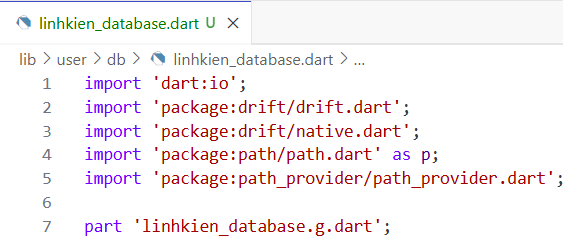 linhkien_database.dart U
lib > user > db > linhkien_database.dart > ...
1 import 'dart:io';
2 import 'package:drift/drift.dart';
3 import 'package:drift/native.dart';
4 import 'package:path/path.dart' as p;
5 import 'package:path_provider/path_provider.dart';
6
7 part 'linhkien_database.g.dart';